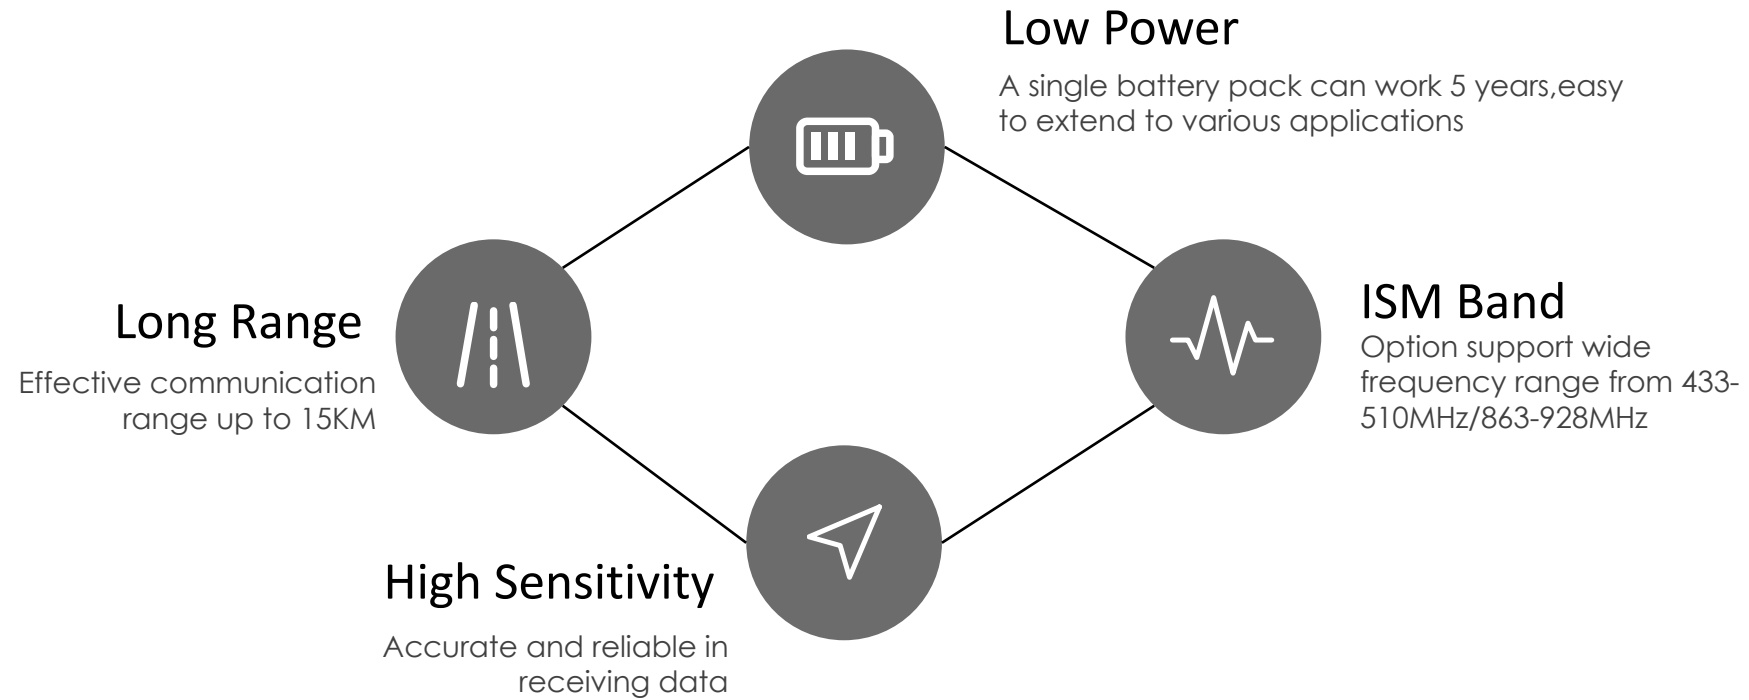 Low Power
A single battery pack can work 5 years,easy
to extend to various applications
Long Range
Effective communication
range up to 15KM
ISM Band
Option support wide
frequency range from 433-
510MHz/863-928MHz
High Sensitivity
Accurate and reliable in
receiving data